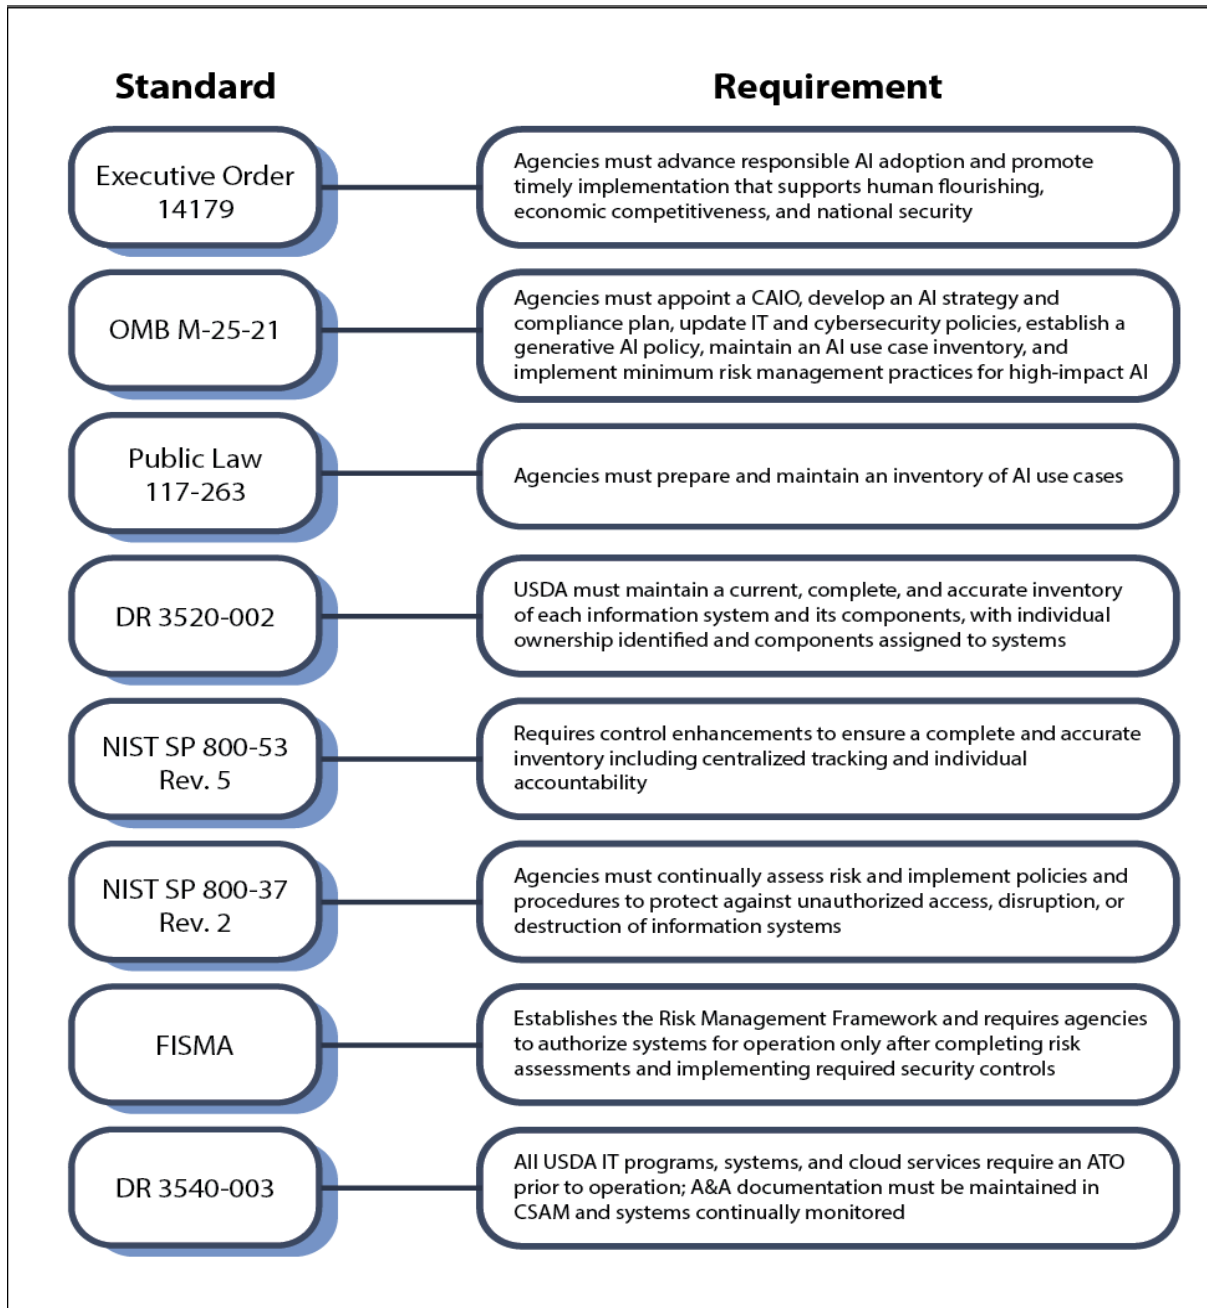 Standard
Requirement
Executive Order
14179
Agencies must advance responsible AI adoption and promote
timely implementation that supports human flourishing,
economic competitiveness, and national security
OMB M-25-21
Agencies must appoint a CAIO, develop an AI strategy and
compliance plan, update IT and cybersecurity policies, establish a
generative AI policy, maintain an AI use case inventory, and
implement minimum risk management practices for high-impact AI
Public Law
117-263
Agencies must prepare and maintain an inventory of AI use cases
DR 3520-002
USDA must maintain a current, complete, and accurate inventory
of each information system and its components, with individual
ownership identified and components assigned to systems
NIST SP 800-53
Rev. 5
Requires control enhancements to ensure a complete and accurate
inventory including centralized tracking and individual
accountability
NIST SP 800-37
Rev. 2
Agencies must continually assess risk and implement policies and
procedures to protect against unauthorized access, disruption, or
destruction of information systems
FISMA
Establishes the Risk Management Framework and requires agencies
to authorize systems for operation only after completing risk
assessments and implementing required security controls
DR 3540-003
All USDA IT programs, systems, and cloud services require an ATO
prior to operation; A&A documentation must be maintained in
CSAM and systems continually monitored